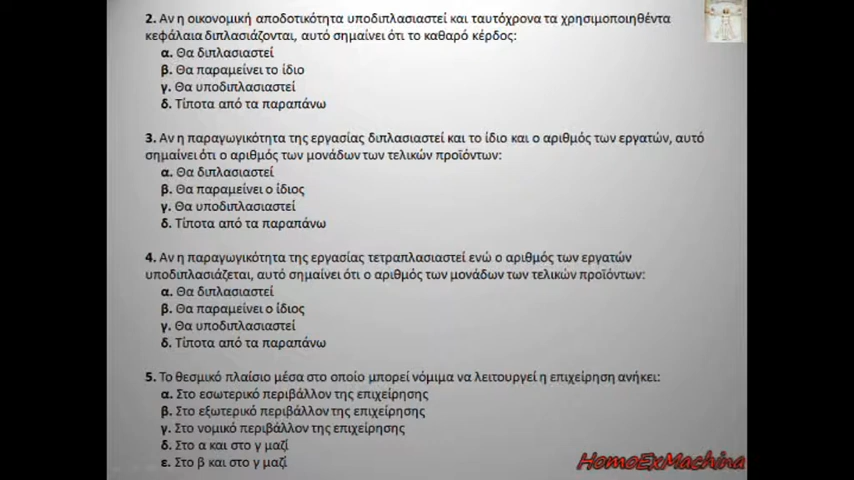 2. Αν η οικονομική αποδοτικότητα υποδιπλασιαστεί και ταυτόχρονα τα χρησιμοποιηθέντα
κεφάλαια διπλασιάζονται, αυτό σημαίνει ότι το καθαρό κέρδος:
α. Θα διπλασιαστεί
β. Θα παραμείνει το ίδιο
γ. Θα υποδιπλασιαστεί
δ. Τίποτα από τα παραπάνω
3. Αν η παραγωγικότητα της εργασίας διπλασιαστεί και το ίδιο και ο αριθμός των εργατών, αυτό
σημαίνει ότι ο αριθμός των μονάδων των τελικών προϊόντων:
α. Θα διπλασιαστεί
β. Θα παραμείνει ο ίδιος
γ. Θα υποδιπλασιαστεί
δ. Τίποτα από τα παραπάνω
4. Αν η παραγωγικότητα της εργασίας τετραπλασιαστεί ενώ ο αριθμός των εργατών
υποδιπλασιάζεται, αυτό σημαίνει ότι ο αριθμός των μονάδων των τελικών προϊόντων:
α. Θα διπλασιαστεί
β. Θα παραμείνει ο ίδιος
γ. Θα υποδιπλασιαστεί
δ. Τίποτα από τα παραπάνω
5. Το θεσμικό πλαίσιο μέσα στο οποίο μπορεί νόμιμα να λειτουργεί η επιχείρηση ανήκει:
α. Στο εσωτερικό περιβάλλον της επιχείρησης
β. Στο εξωτερικό περιβάλλον της επιχείρησης
γ. Στο νομικό περιβάλλον της επιχείρησης
δ. Στο α και στο γ μαζί
ε. Στο β και στο γ μαζί
HomoExMachina